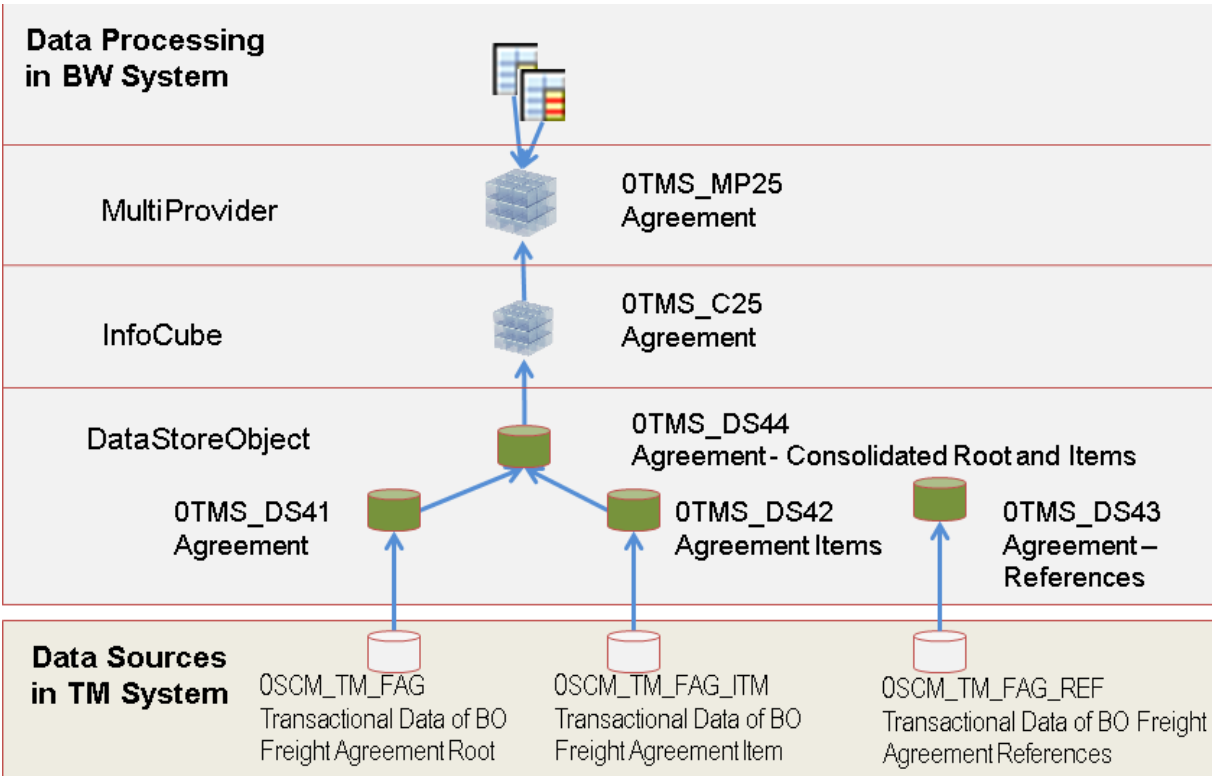 Data Processing
in BW System
MultiProvider
0TMS_MP25
Agreement
InfoCube
0TMS_C25
Agreement
DataStoreObject
0TMS_DS44
Agreement - Consolidated Root and Items
0TMS_DS41
Agreement
0TMS_DS42
Agreement Items
0TMS_DS43
Agreement –
References
Data Sources
in TM System
0SCM_TM_FAG
Transactional Data of BO
Freight Agreement Root
0SCM_TM_FAG_ITM
Transactional Data of BO
Freight Agreement Item
0SCM_TM_FAG_REF
Transactional Data of BO Freight
Agreement References